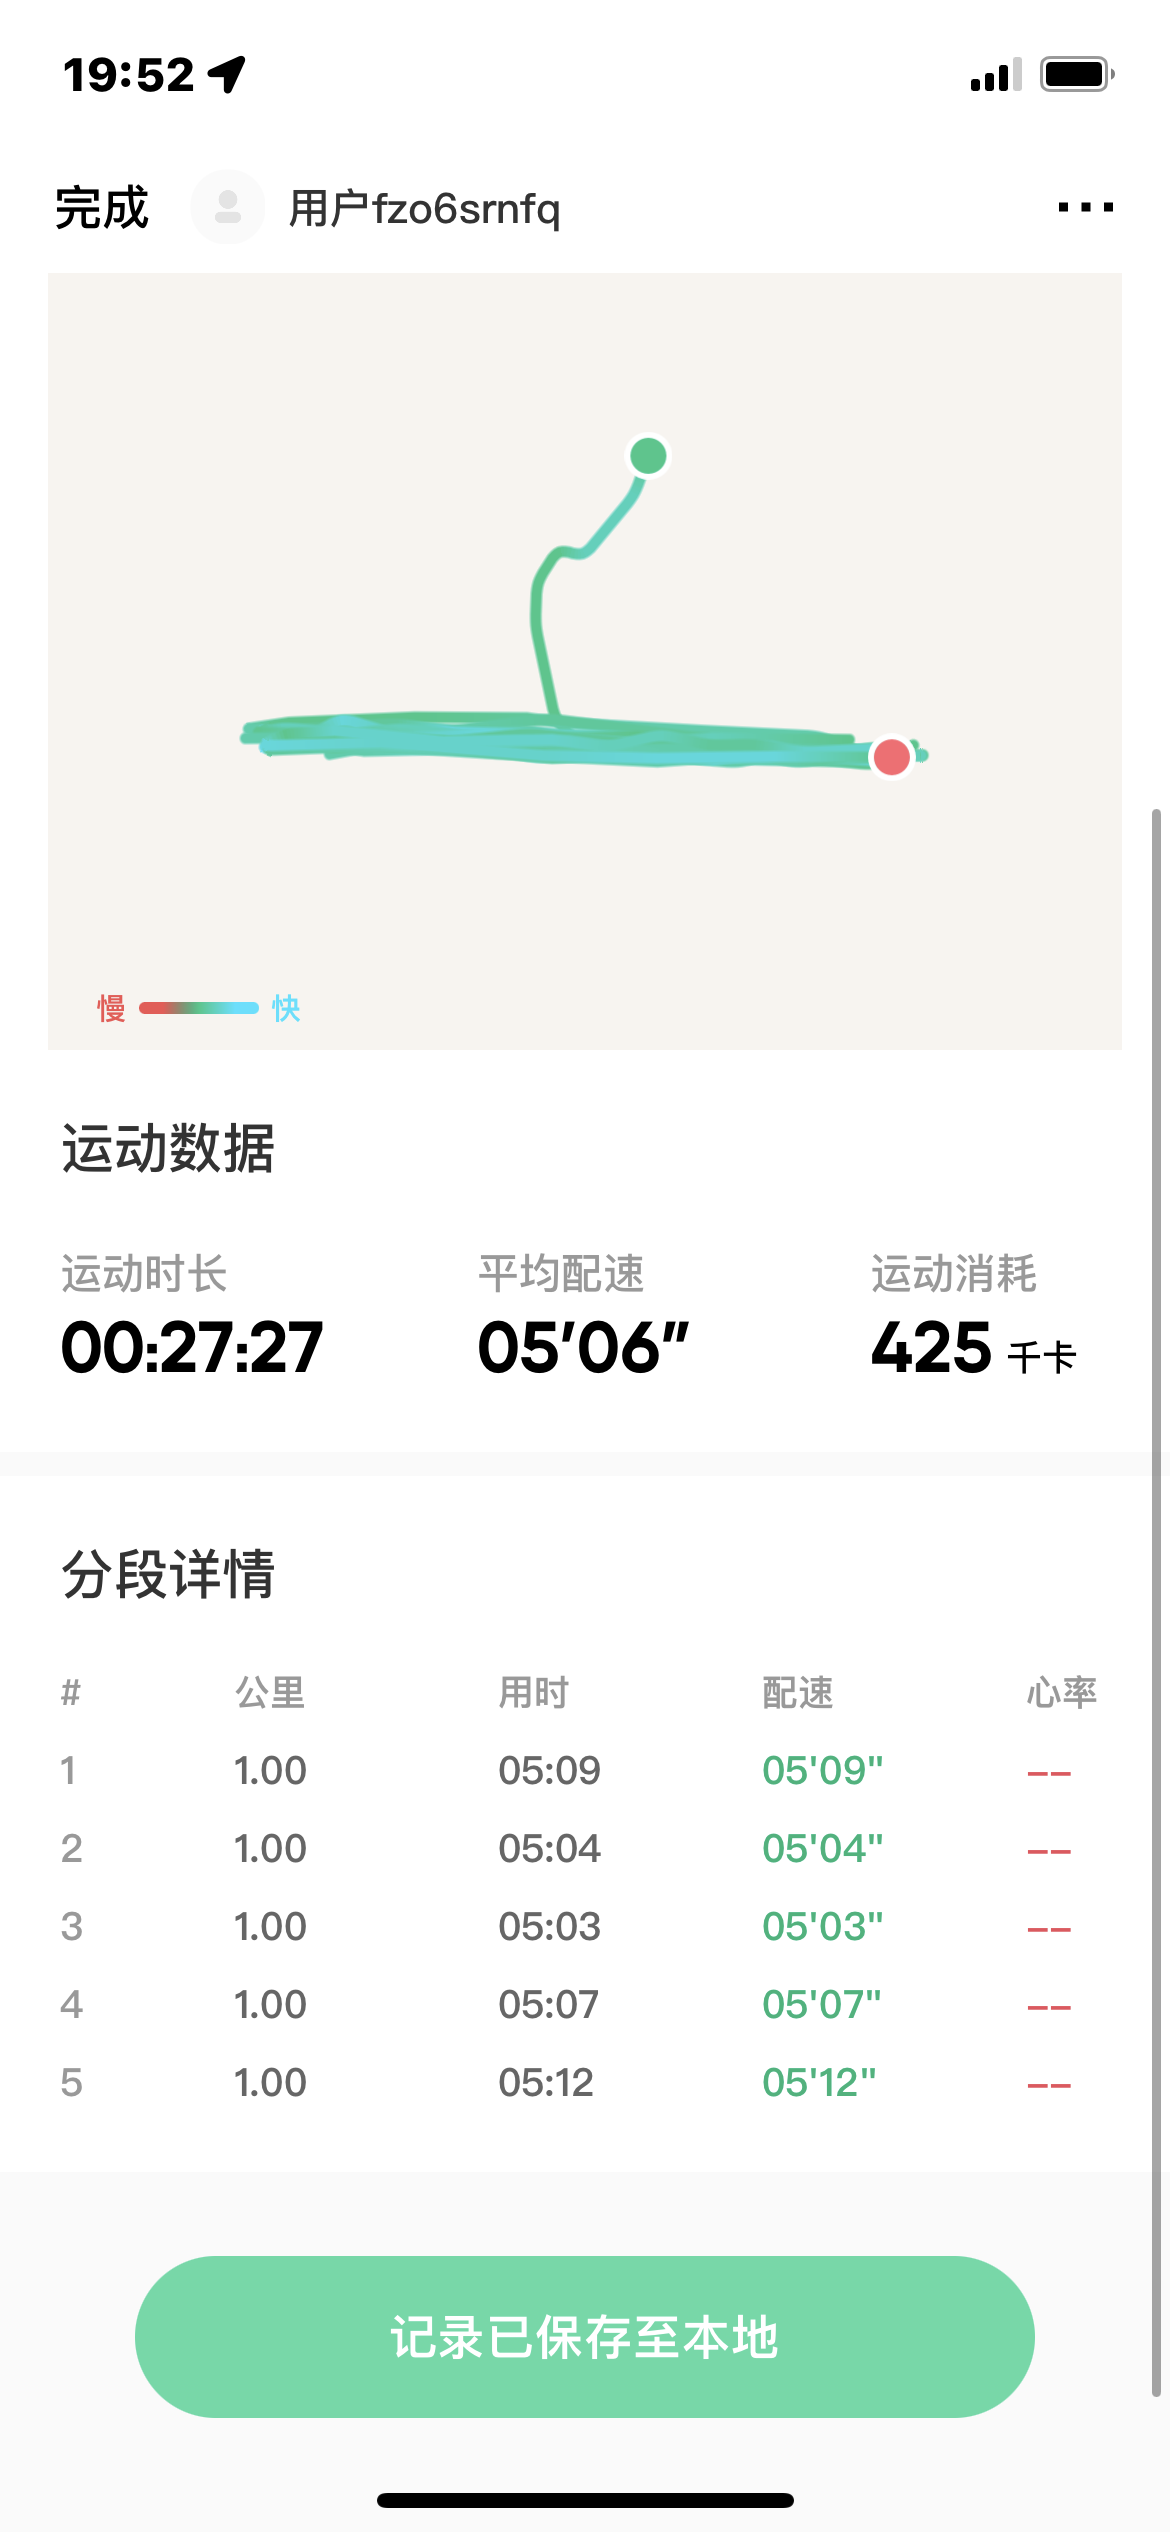 19:52
完成 用户fzo6srnfq ...
慢 快
运动数据
运动时长 平均配速 运动消耗
00:27:27 05'06" 425 千卡
分段详情
# 公里 用时 配速 心率
1 1.00 05:09 05'09" --
2 1.00 05:04 05'04" --
3 1.00 05:03 05'03" --
4 1.00 05:07 05'07" --
5 1.00 05:12 05'12" --
记录已保存至本地